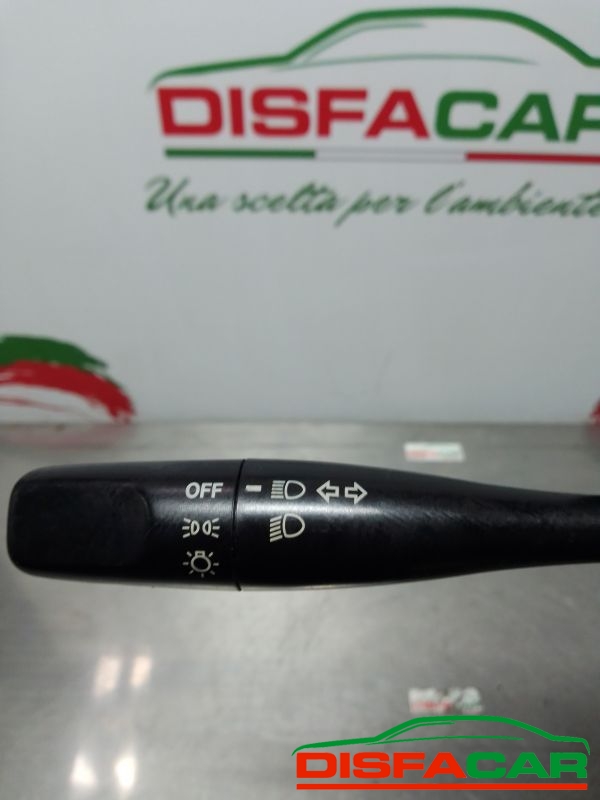 DISFACAR
Una scelta per l'ambiente
OFF
DISFACAR